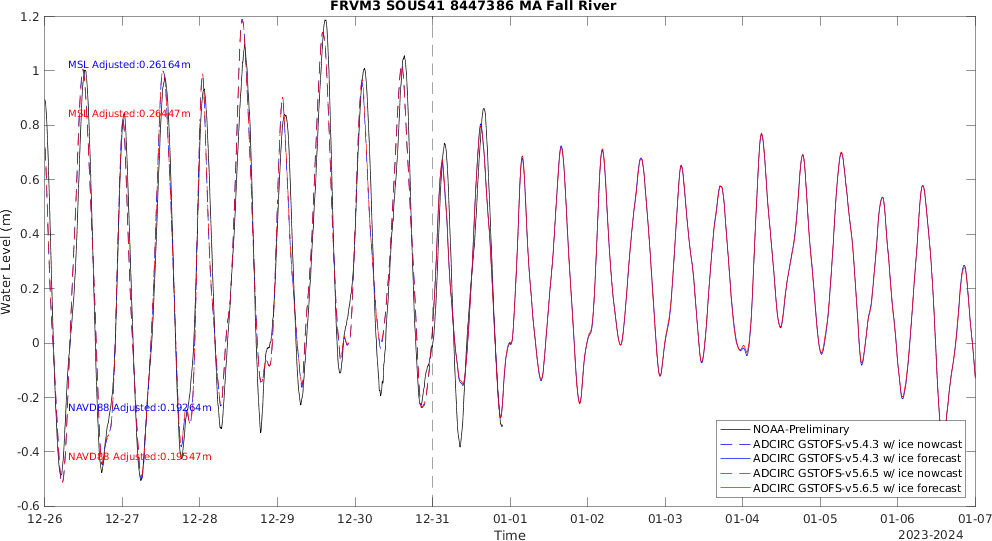 FRVM3 SOUS41 8447386 MA Fall River
1.2
1
0.8
0.6
0.4
0.2
0
-0.2
-0.4
-0.6
Water Level (m)
MSL Adjusted:0.26164m
MSL Adjusted:0.26447m
NAVD88 Adjusted:0.19264m
NAVD88 Adjusted:0.19547m
NOAA-Preliminary
ADCIRC GSTOFS-v5.4.3 w/ ice nowcast
ADCIRC GSTOFS-v5.4.3 w/ ice forecast
ADCIRC GSTOFS-v5.6.5 w/ ice nowcast
ADCIRC GSTOFS-v5.6.5 w/ ice forecast
12-26 12-27 12-28 12-29 12-30 12-31 01-01 01-02 01-03 01-04 01-05 01-06 01-07
Time
2023-2024